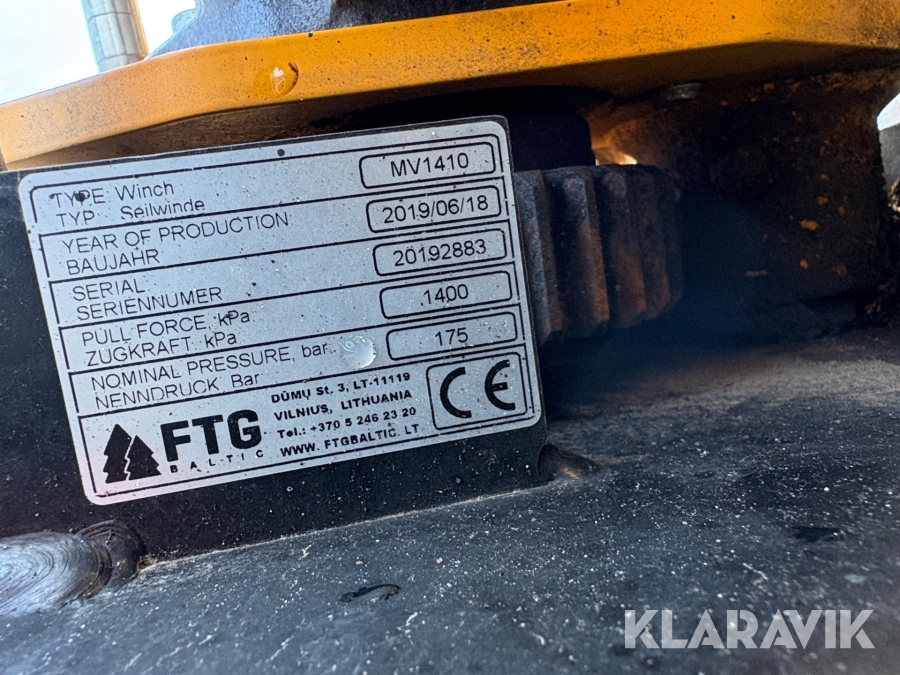 TYPE: Winch
TYP: Seilwinde
MV1410
YEAR OF PRODUCTION
BAUJAHR
2019/06/18
SERIAL:
SERIENNUMER
20192883
PULL FORCE, kPa
ZUGKRAFT, kPa
1400
NOMINAL PRESSURE, bar
NENNDRUCK, Bar
175
FTG
BALTIC
DŪMŲ St. 3, LT-11119
VILNIUS, LITHUANIA
Tel.: +370 5 246 23 20
WWW.FTGBALTIC.LT
CE
KLARAVIK